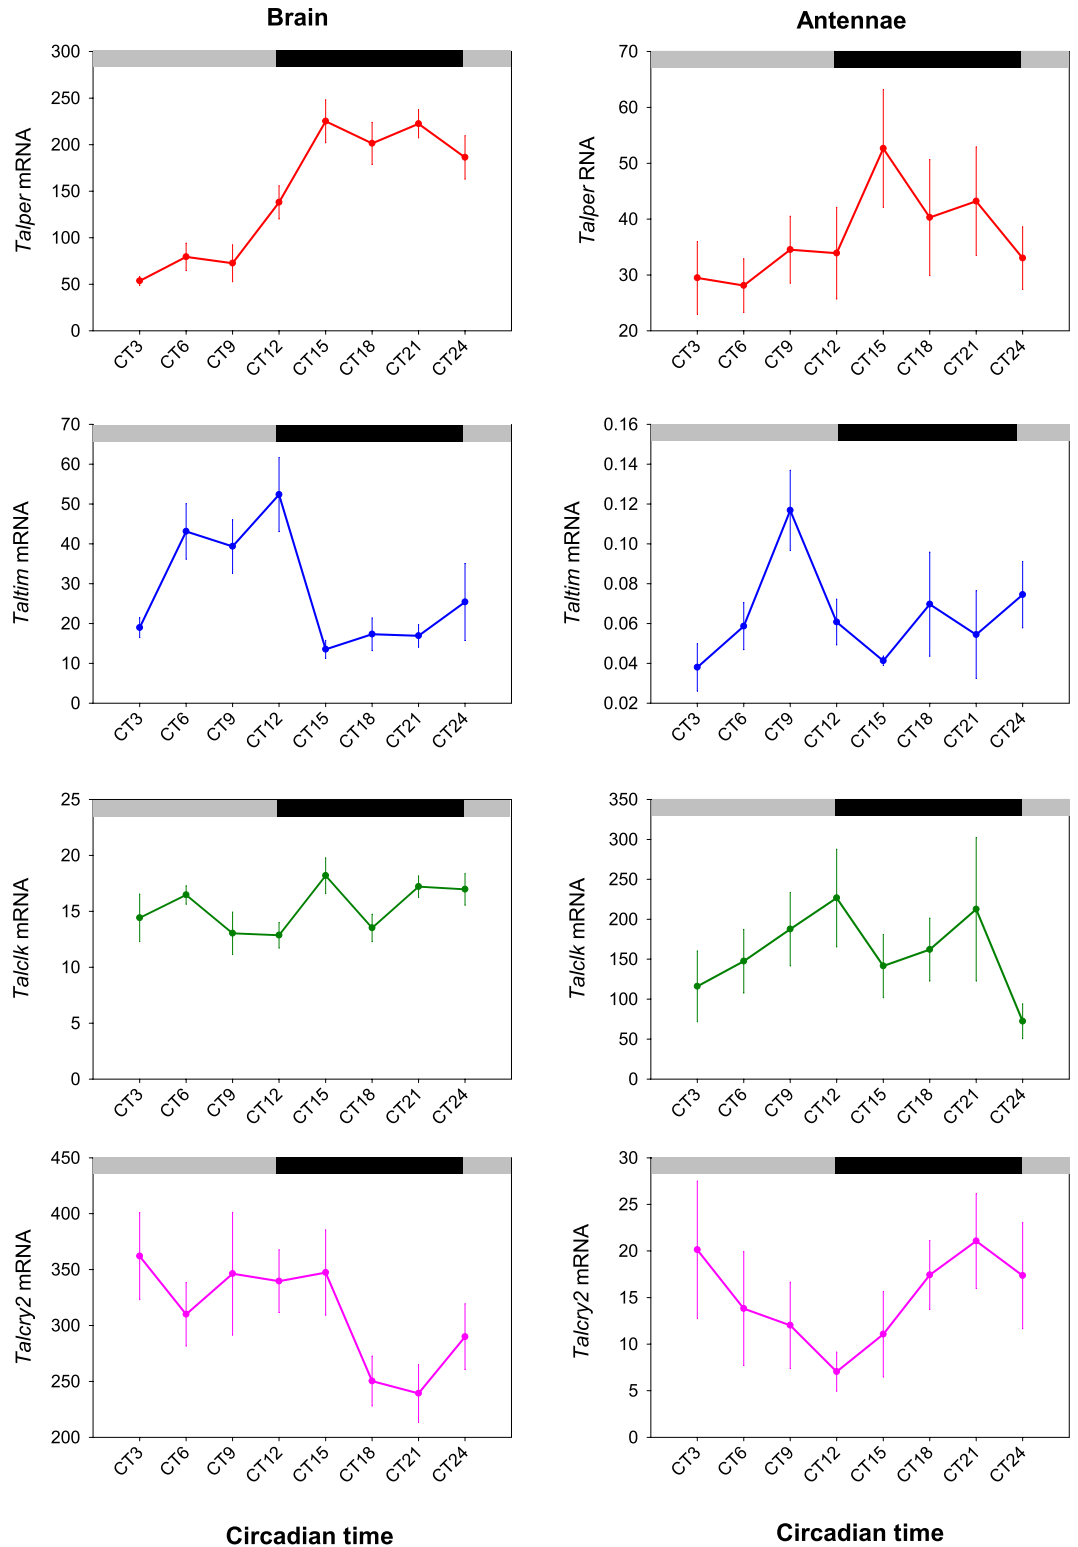 Brain
Antennae
300
250
200
150
100
50
0
Talper mRNA
CT3
CT6
CT9
CT12
CT15
CT18
CT21
CT24
70
60
50
40
30
20
Talper RNA
CT3
CT6
CT9
CT12
CT15
CT18
CT21
CT24
70
60
50
40
30
20
10
0
Taltim mRNA
CT3
CT6
CT9
CT12
CT15
CT18
CT21
CT24
0.16
0.14
0.12
0.10
0.08
0.06
0.04
0.02
Taltim mRNA
CT3
CT6
CT9
CT12
CT15
CT18
CT21
CT24
25
20
15
10
5
0
Talclk mRNA
CT3
CT6
CT9
CT12
CT15
CT18
CT21
CT24
350
300
250
200
150
100
50
0
Talclk mRNA
CT3
CT6
CT9
CT12
CT15
CT18
CT21
CT24
450
400
350
300
250
200
Talcry2 mRNA
CT3
CT6
CT9
CT12
CT15
CT18
CT21
CT24
30
25
20
15
10
5
0
Talcry2 mRNA
CT3
CT6
CT9
CT12
CT15
CT18
CT21
CT24
Circadian time
Circadian time